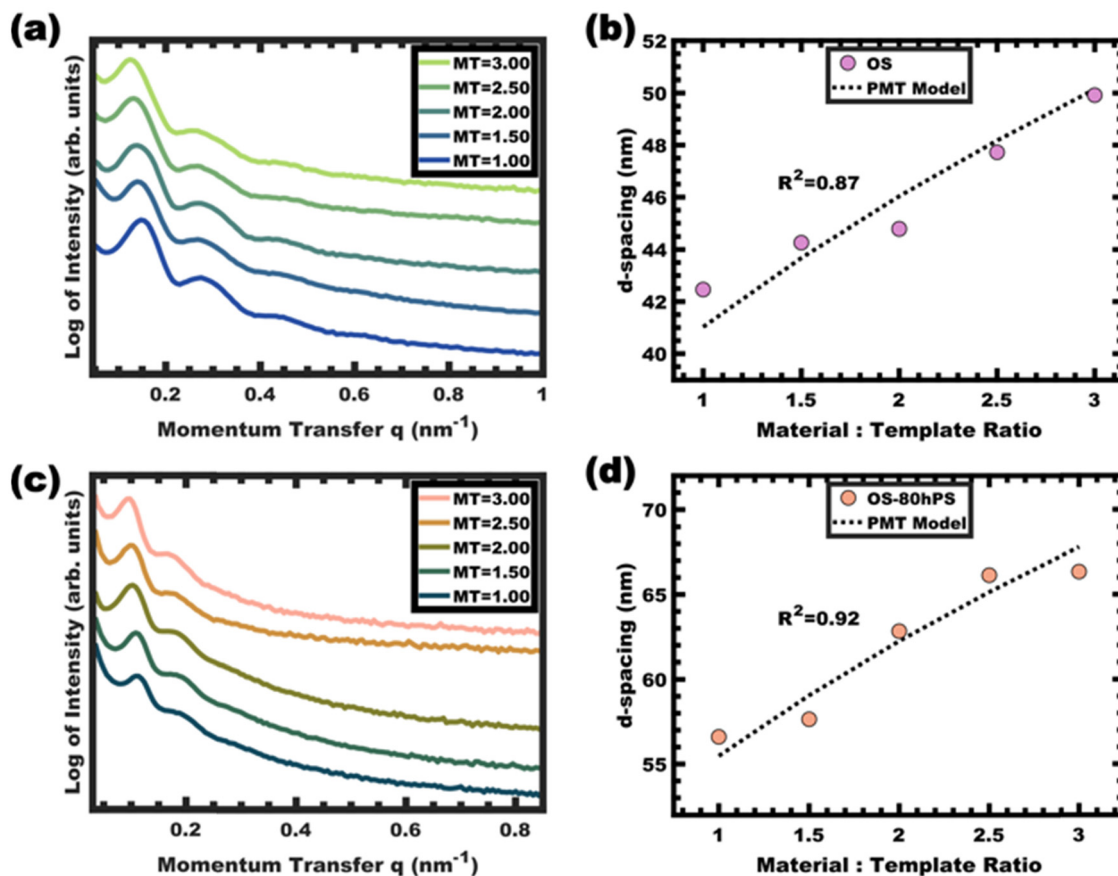 (a)
Log of Intensity (arb. units)
MT=3.00
MT=2.50
MT=2.00
MT=1.50
MT=1.00
0.2 0.4 0.6 0.8 1
Momentum Transfer q (nm⁻¹)
(b)
d-spacing (nm)
52
50
48
46
44
42
40
OS
PMT Model
R²=0.87
1 1.5 2 2.5 3
Material : Template Ratio
(c)
Log of Intensity (arb. units)
MT=3.00
MT=2.50
MT=2.00
MT=1.50
MT=1.00
0.2 0.4 0.6 0.8
Momentum Transfer q (nm⁻¹)
(d)
d-spacing (nm)
70
65
60
55
OS-80hPS
PMT Model
R²=0.92
1 1.5 2 2.5 3
Material : Template Ratio